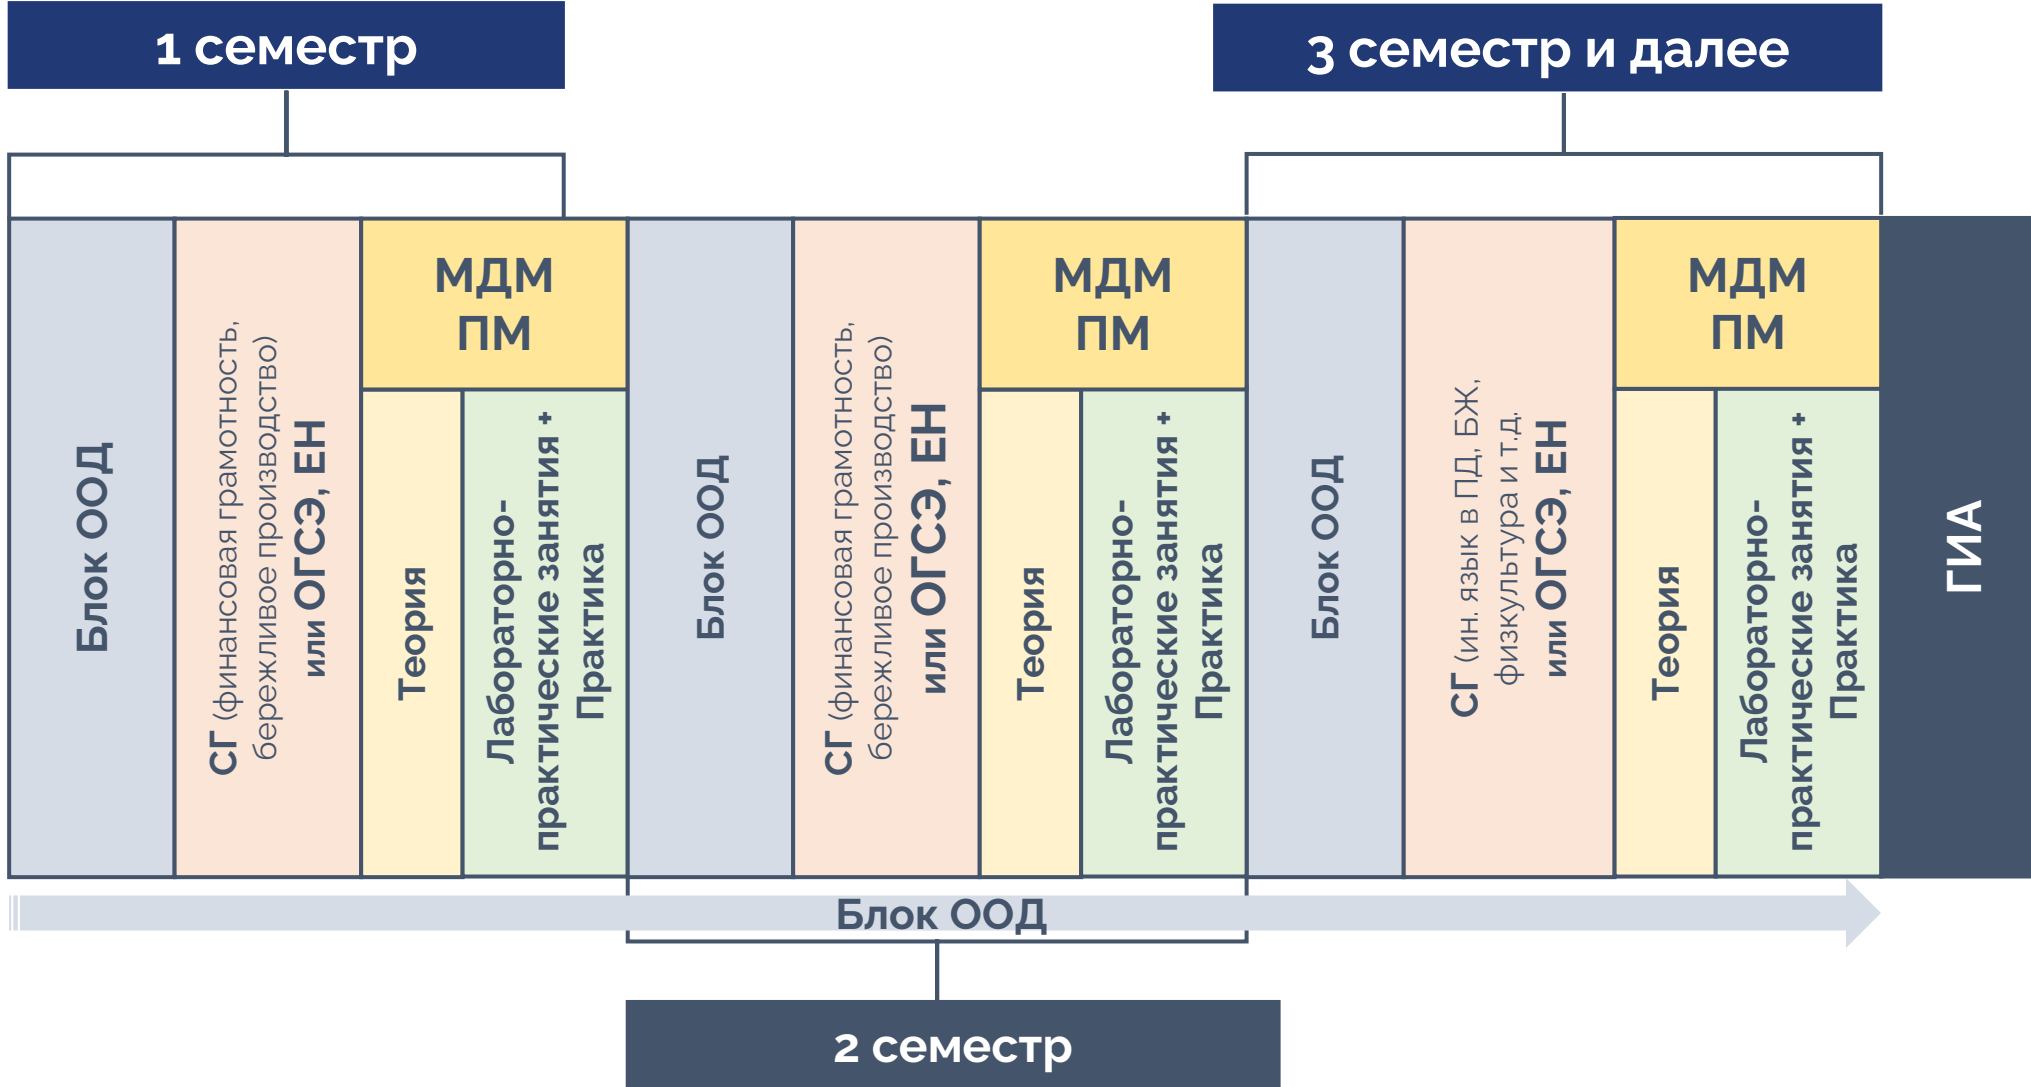 1 семестр
3 семестр и далее
Блок ООД
СГ (финансовая грамотность,
бережливое производство)
или ОГСЭ, ЕН
МДМ
ПМ
Теория
Лабораторно-
практические занятия +
Практика
Блок ООД
СГ (финансовая грамотность,
бережливое производство)
или ОГСЭ, ЕН
МДМ
ПМ
Теория
Лабораторно-
практические занятия +
Практика
Блок ООД
СГ (ин. язык в ПД, БЖ,
физкультура и т.д.
или ОГСЭ, ЕН
МДМ
ПМ
Теория
Лабораторно-
практические занятия +
Практика
ГИА
Блок ООД
2 семестр